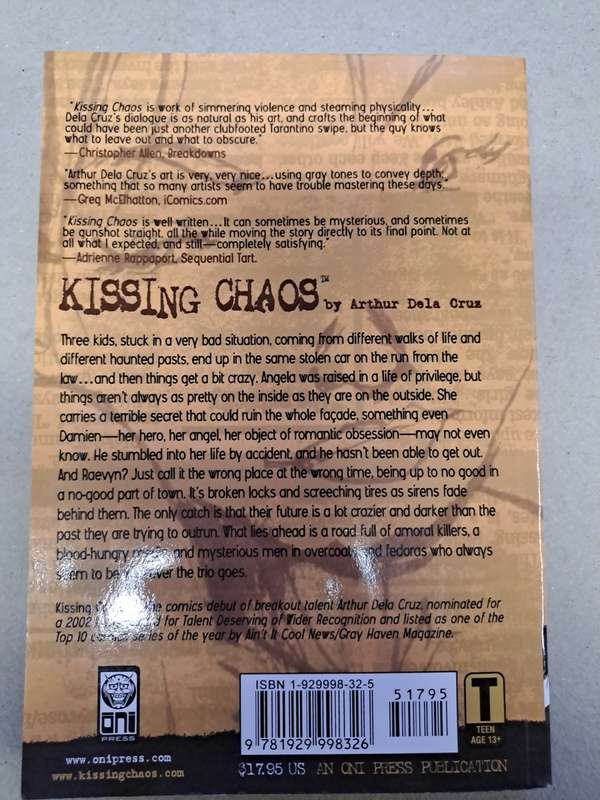 "Kissing Chaos is work of simmering violence and steaming physicality...
Dela Cruz's dialogue is as natural as his art, and crafts the beginning of what
could have been just another clubfooted Tarantino swipe, but the guy knows
what to leave out and what to obscure."
—Christopher Allen, Breakdowns
"Arthur Dela Cruz's art is very, very nice...using gray tones to convey depth;
something that so many artists seem to have trouble mastering these days."
—Greg McElhatton, iComics.com
"Kissing Chaos is well written...It can sometimes be mysterious, and sometimes
be gunshot straight, all the while moving the story directly to its final point. Not at
all what I expected, and still—completely satisfying."
—Adrienne Rappaport, Sequential Tart.
KISSING CHAOS™ by Arthur Dela Cruz
Three kids, stuck in a very bad situation, coming from different walks of life and
different haunted pasts, end up in the same stolen car on the run from the
law...and then things get a bit crazy. Angela was raised in a life of privilege, but
things aren't always as pretty on the inside as they are on the outside. She
carries a terrible secret that could ruin the whole façade, something even
Damien—her hero, her angel, her object of romantic obsession—may not even
know. He stumbled into her life by accident, and he hasn't been able to get out.
And Raevyn? Just call it the wrong place at the wrong time, being up to no good in
a no-good part of town. It's broken locks and screeching tires as sirens fade
behind them. The only catch is that their future is a lot crazier and darker than the
past they are trying to outrun. What lies ahead is a road full of amoral killers, a
blood-hungry and mysterious men in overcoats and fedoras who always
seem to be wherever the trio goes.
Kissing the comics debut of breakout talent Arthur Dela Cruz, nominated for
a 2002 for Talent Deserving of Wider Recognition and listed as one of the
Top 10 comics series of the year by Ain't It Cool News/Gray Haven Magazine.
oni
PRESS
www.onipress.com
www.kissingchaos.com
ISBN 1-929998-32-5
51795
9 781929 998326
T
TEEN
AGE 13+
$17.95 US AN ONI PRESS PUBLICATION